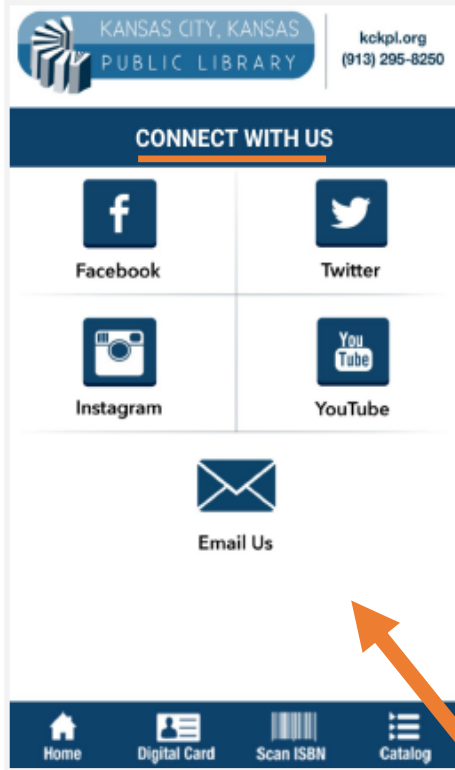 KANSAS CITY, KANSAS
PUBLIC LIBRARY
kckpl.org
(913) 295-8250
CONNECT WITH US
f
Facebook
Twitter
Instagram
You
Tube
YouTube
Email Us
Home
Digital Card
Scan ISBN
Catalog